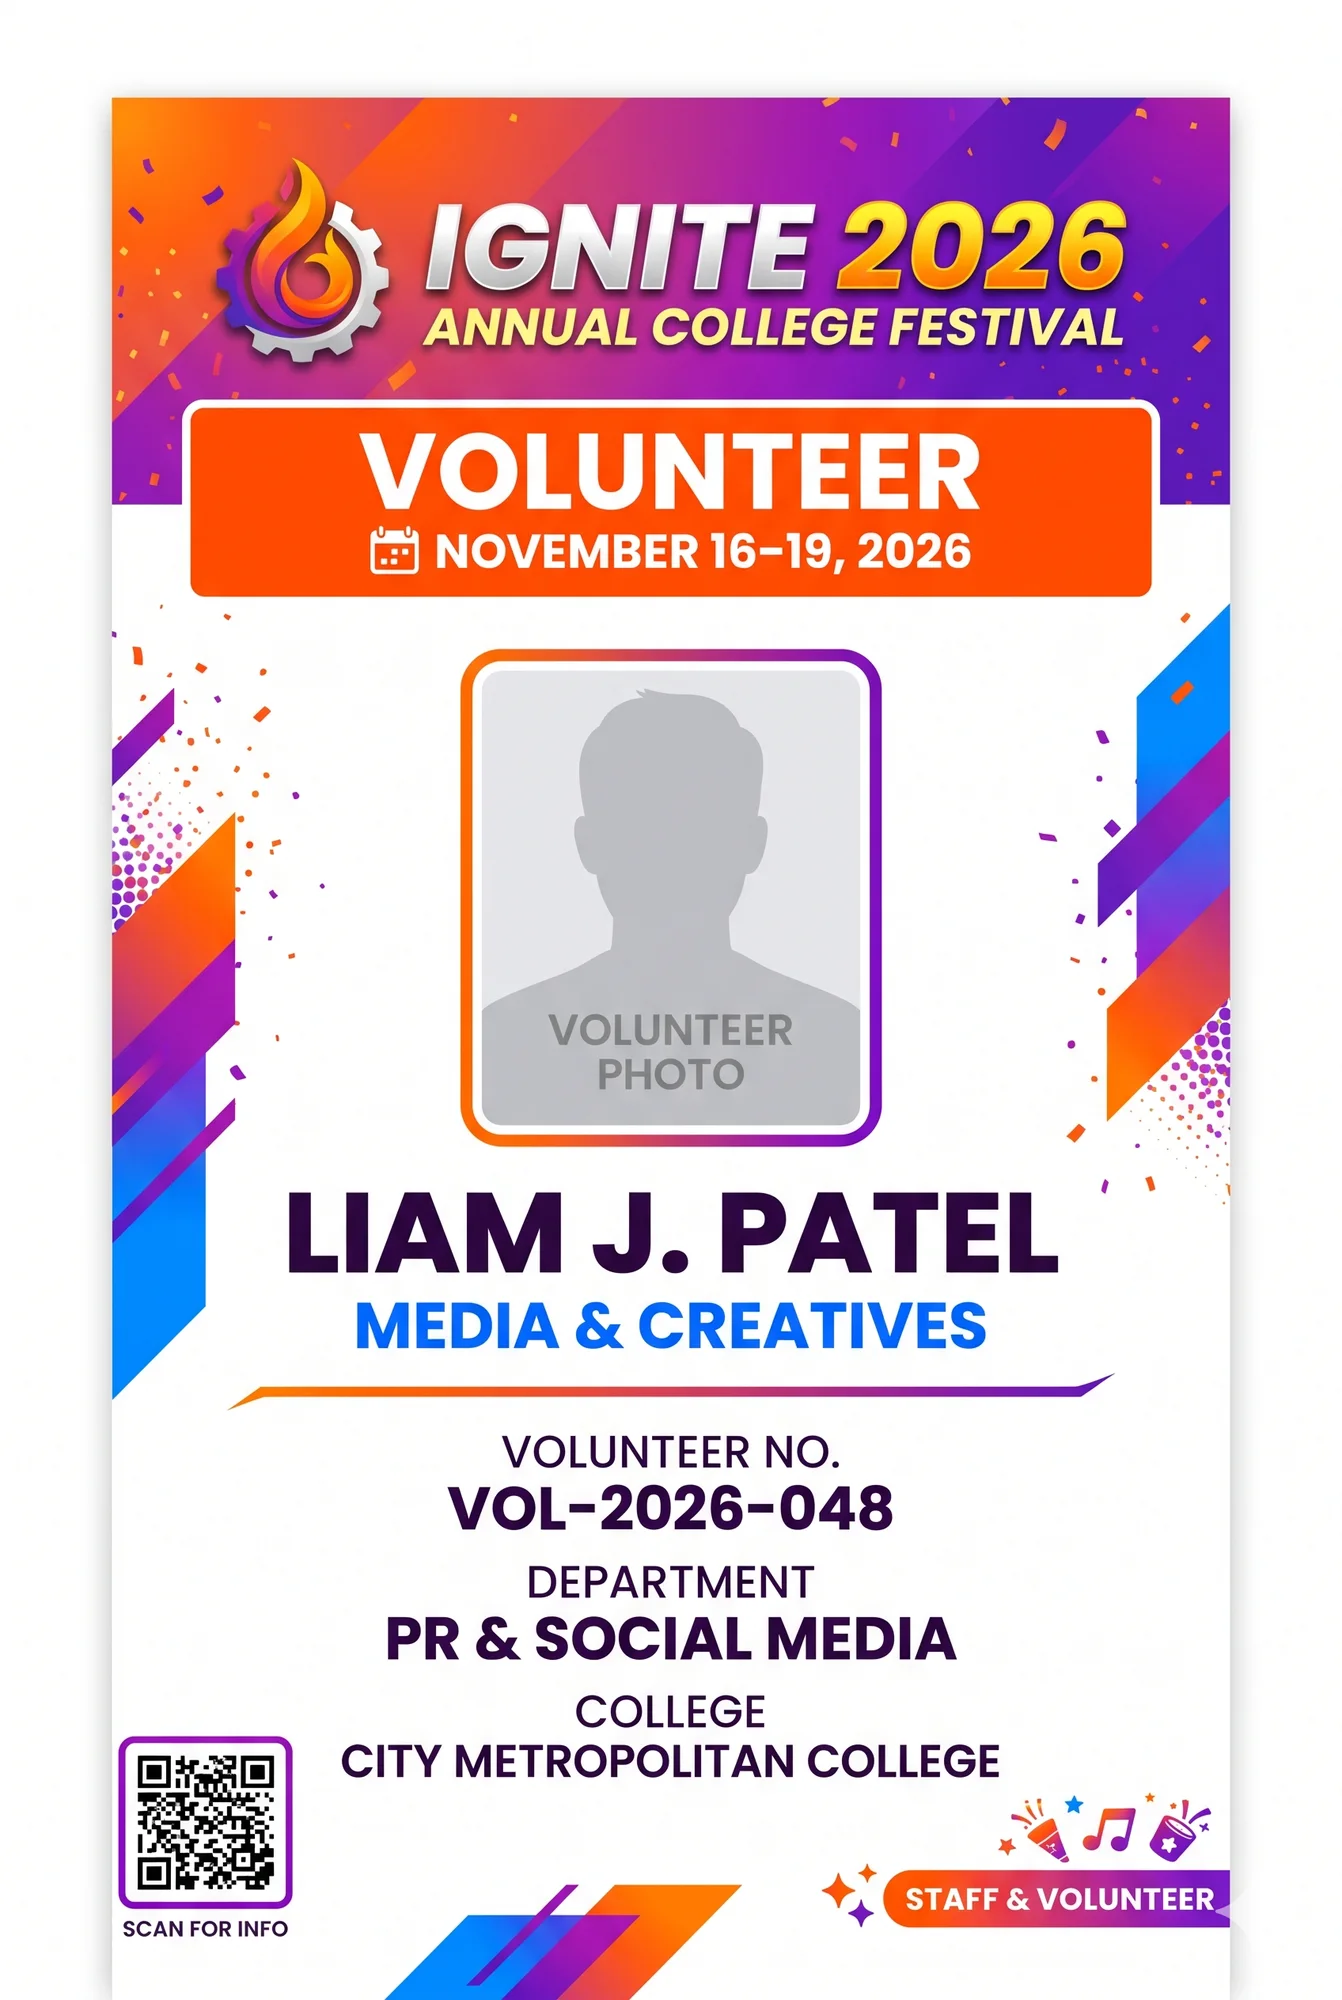 IGNITE 2026
ANNUAL COLLEGE FESTIVAL
VOLUNTEER
NOVEMBER 16–19, 2026
VOLUNTEER
PHOTO
LIAM J. PATEL
MEDIA & CREATIVES
VOLUNTEER NO.
VOL-2026-048
DEPARTMENT
PR & SOCIAL MEDIA
COLLEGE
CITY METROPOLITAN COLLEGE
SCAN FOR INFO
STAFF & VOLUNTEER